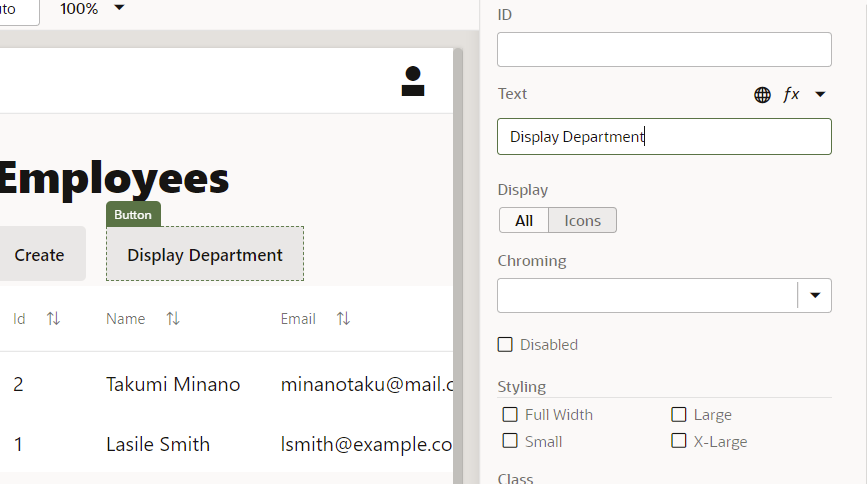 100%
Employees
Button
Create
Display Department
Id
Name
Email
2
Takumi Minano
minanotaku@mail.c
1
Lasile Smith
lsmith@example.co
ID
Text
fx
Display Department
Display
All
Icons
Chroming
Disabled
Styling
Full Width
Large
Small
X-Large
Class